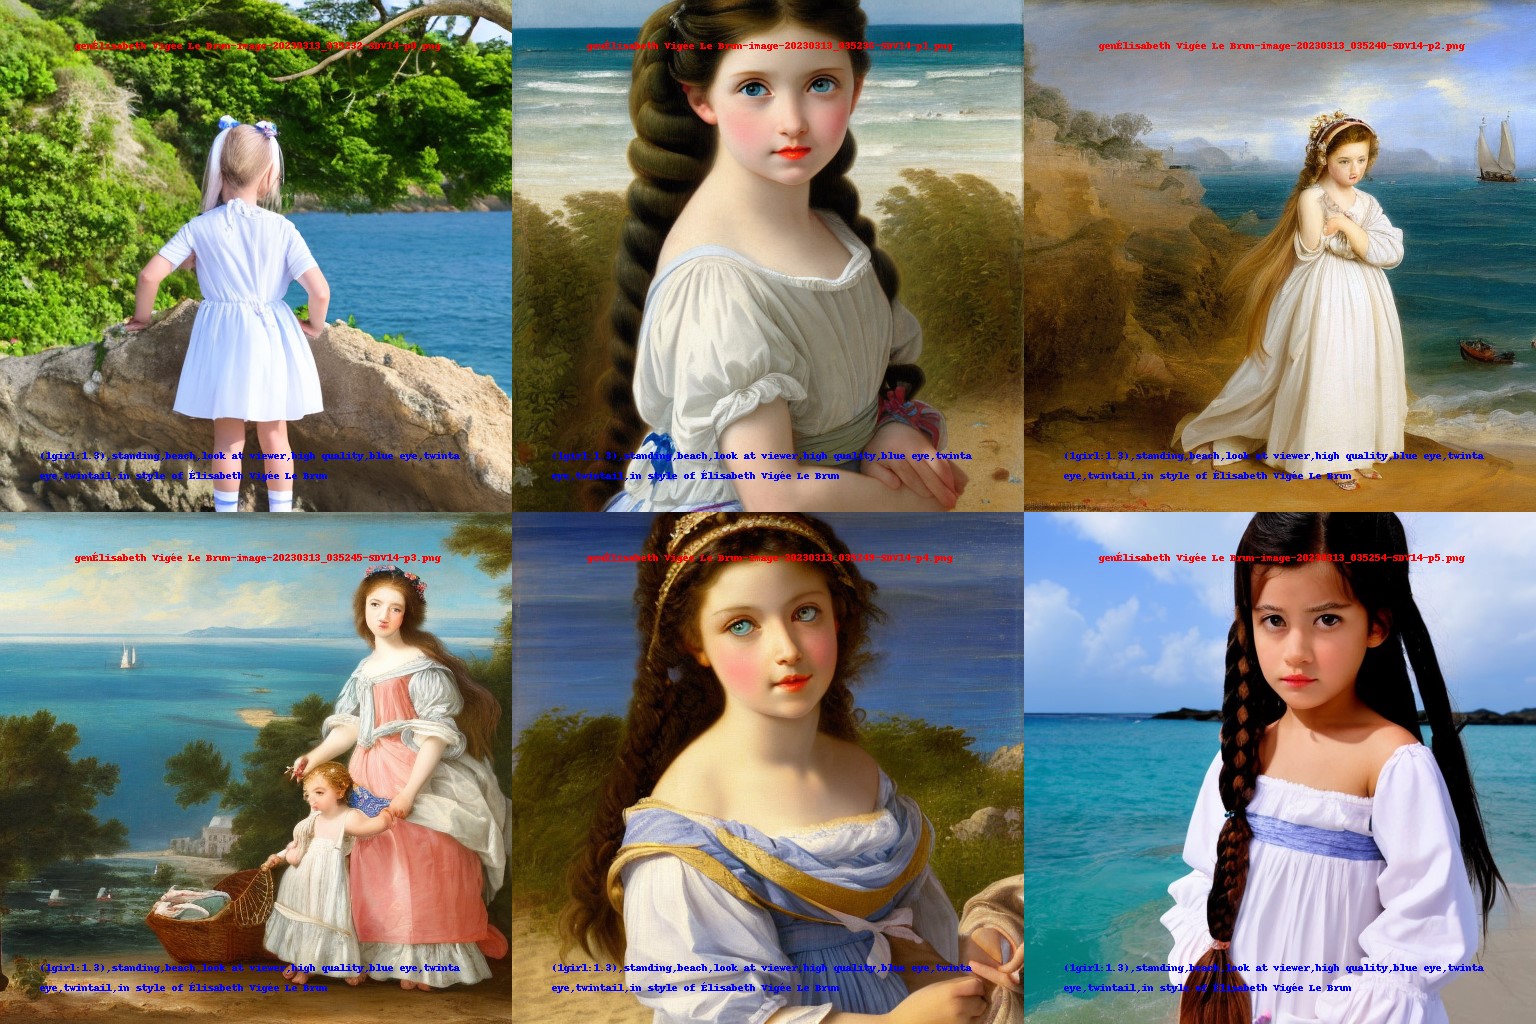 genÉlisabeth Vigée Le Brun-image-20230313_035232-SDV14-p0.png
(1girl:1.3),standing,beach,look at viewer,high quality,blue eye,twinta
eye,twintail,in style of Élisabeth Vigée Le Brun
genÉlisabeth Vigée Le Brun-image-20230313_035236-SDV14-p1.png
(1girl:1.3),standing,beach,look at viewer,high quality,blue eye,twinta
eye,twintail,in style of Élisabeth Vigée Le Brun
genÉlisabeth Vigée Le Brun-image-20230313_035240-SDV14-p2.png
(1girl:1.3),standing,beach,look at viewer,high quality,blue eye,twinta
eye,twintail,in style of Élisabeth Vigée Le Brun
genÉlisabeth Vigée Le Brun-image-20230313_035245-SDV14-p3.png
(1girl:1.3),standing,beach,look at viewer,high quality,blue eye,twinta
eye,twintail,in style of Élisabeth Vigée Le Brun
genÉlisabeth Vigée Le Brun-image-20230313_035249-SDV14-p4.png
(1girl:1.3),standing,beach,look at viewer,high quality,blue eye,twinta
eye,twintail,in style of Élisabeth Vigée Le Brun
genÉlisabeth Vigée Le Brun-image-20230313_035254-SDV14-p5.png
(1girl:1.3),standing,beach,look at viewer,high quality,blue eye,twinta
eye,twintail,in style of Élisabeth Vigée Le Brun